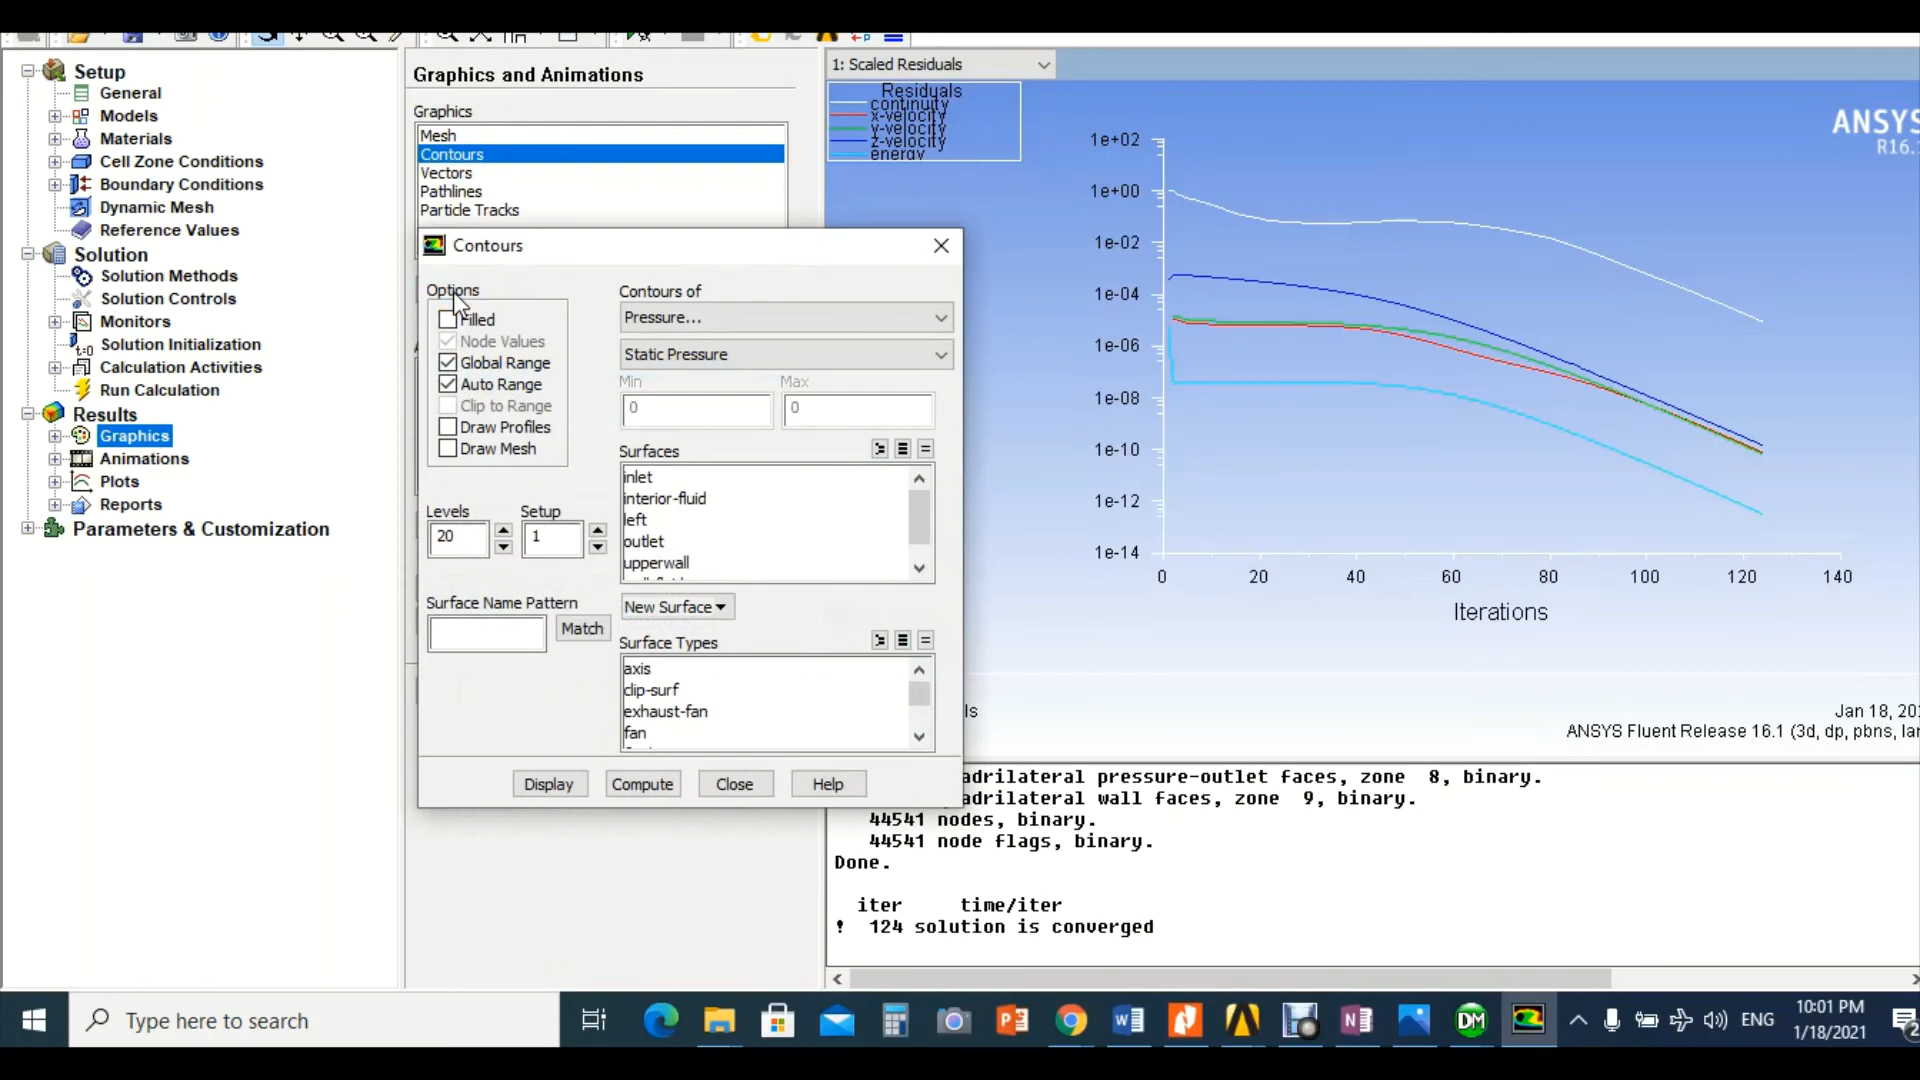 Setup
General
Models
Materials
Cell Zone Conditions
Boundary Conditions
Dynamic Mesh
Reference Values
Solution
Solution Methods
Solution Controls
Monitors
Solution Initialization
Calculation Activities
Run Calculation
Results
Graphics
Animations
Plots
Reports
Parameters & Customization
Graphics and Animations
Graphics
Mesh
Contours
Vectors
Pathlines
Particle Tracks
Contours
Options
Filled
Node Values
Global Range
Auto Range
Clip to Range
Draw Profiles
Draw Mesh
Levels
20
Setup
1
Surface Name Pattern
Match
Contours of
Pressure...
Static Pressure
Min Max
0 0
Surfaces
inlet
interior-fluid
left
outlet
upperwall
New Surface
Surface Types
axis
clip-surf
exhaust-fan
fan
Display Compute Close Help
1: Scaled Residuals
Residuals
continuity
x-velocity
y-velocity
z-velocity
energy
ANSYS
R16.
1e+02
1e+00
1e-02
1e-04
1e-06
1e-08
1e-10
1e-12
1e-14
0 20 40 60 80 100 120 140
Iterations
ls
Jan 18, 20
ANSYS Fluent Release 16.1 (3d, dp, pbns, la
adrilateral pressure-outlet faces, zone 8, binary.
adrilateral wall faces, zone 9, binary.
44541 nodes, binary.
44541 node flags, binary.
Done.
iter time/iter
! 124 solution is converged
Type here to search
DM
ENG
10:01 PM
1/18/2021
2